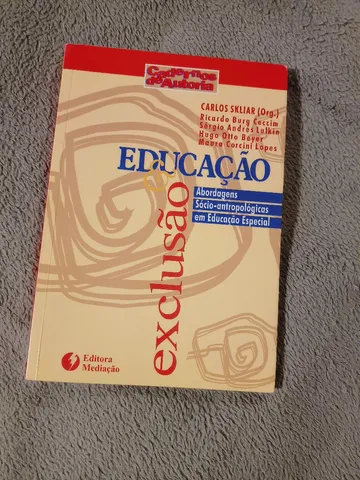 Cadernos
de Autoria
CARLOS SKLIAR (Org.)
Ricardo Burg Ceccim
Sérgio Andrés Lulkin
Hugo Otto Beyer
Maura Corcini Lopes
EDUCAÇÃO
&
exclusão
Abordagens
Sócio-antropológicas
em Educação Especial
Editora
Mediação